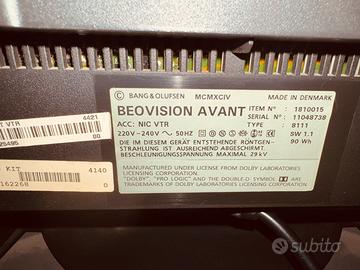 © BANG & OLUFSEN MCMXCIV MADE IN DENMARK
BEOVISION AVANT ITEM Nº : 1810015
ACC: NIC VTR SERIAL Nº : 11048738
220V-240V ~ 50HZ TYPE : 8111
SW 1.1
90 Wh
DIE IM DIESEM GERÄT ENTSTEHENDE RÖNTGEN-
STRAHLUNG IST AUSREICHEND ABGESCHIRMT.
BESCHLEUNIGUNGSSPANNUNG MAXIMAL 29kV
MANUFACTURED UNDER LICENSE FROM DOLBY LABORATORIES
LICENSING CORPORATION.
"DOLBY", "PRO LOGIC" AND THE DOUBLE-D SYMBOL
ARE TRADEMARKS OF DOLBY LABORATORIES
LICENSING CORPORATION.
VTR 4421
00
KIT 4140
162268 0
subito